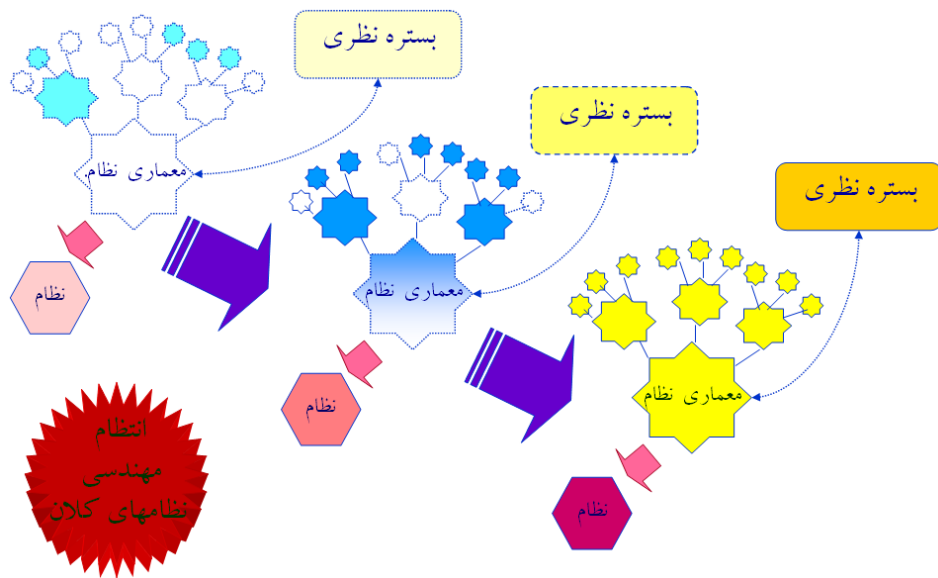 بستره نظری
معماری نظام.
نظام
بستره نظری
معماری نظام
نظام
بستره نظری
معماری نظام
نظام
انتظام
مهندسی
نظامهای کلان